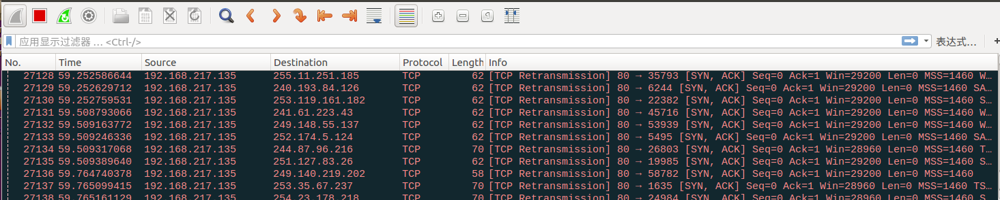 应用显示过滤器 … <Ctrl-/> 表达式…
No. Time Source Destination Protocol Length Info
27128 59.252586644 192.168.217.135 255.11.251.185 TCP 62 [TCP Retransmission] 80 → 35793 [SYN, ACK] Seq=0 Ack=1 Win=29200 Len=0 MSS=1460 W…
27129 59.252629712 192.168.217.135 240.193.84.126 TCP 62 [TCP Retransmission] 80 → 6244 [SYN, ACK] Seq=0 Ack=1 Win=29200 Len=0 MSS=1460 SA…
27130 59.252759531 192.168.217.135 253.119.161.182 TCP 62 [TCP Retransmission] 80 → 22382 [SYN, ACK] Seq=0 Ack=1 Win=29200 Len=0 MSS=1460 S…
27131 59.508793066 192.168.217.135 241.61.223.43 TCP 62 [TCP Retransmission] 80 → 45716 [SYN, ACK] Seq=0 Ack=1 Win=29200 Len=0 MSS=1460 W…
27132 59.509163772 192.168.217.135 249.148.55.137 TCP 62 [TCP Retransmission] 80 → 53939 [SYN, ACK] Seq=0 Ack=1 Win=29200 Len=0 MSS=1460 W…
27133 59.509246336 192.168.217.135 252.174.5.124 TCP 62 [TCP Retransmission] 80 → 5495 [SYN, ACK] Seq=0 Ack=1 Win=29200 Len=0 MSS=1460 SA…
27134 59.509317068 192.168.217.135 244.87.96.216 TCP 70 [TCP Retransmission] 80 → 26803 [SYN, ACK] Seq=0 Ack=1 Win=28960 Len=0 MSS=1460 T…
27135 59.509389640 192.168.217.135 251.127.83.26 TCP 62 [TCP Retransmission] 80 → 19985 [SYN, ACK] Seq=0 Ack=1 Win=29200 Len=0 MSS=1460 S…
27136 59.764740378 192.168.217.135 249.140.219.202 TCP 58 [TCP Retransmission] 80 → 58782 [SYN, ACK] Seq=0 Ack=1 Win=29200 Len=0 MSS=1460
27137 59.765099415 192.168.217.135 253.35.67.237 TCP 70 [TCP Retransmission] 80 → 1635 [SYN, ACK] Seq=0 Ack=1 Win=28960 Len=0 MSS=1460 TS…
27138 59.765161129 192.168.217.135 254.23.178.218 TCP 70 [TCP Retransmission] 80 → 24984 [SYN, ACK] Seq=0 Ack=1 Win=28960 Len=0 MSS=1460 S…